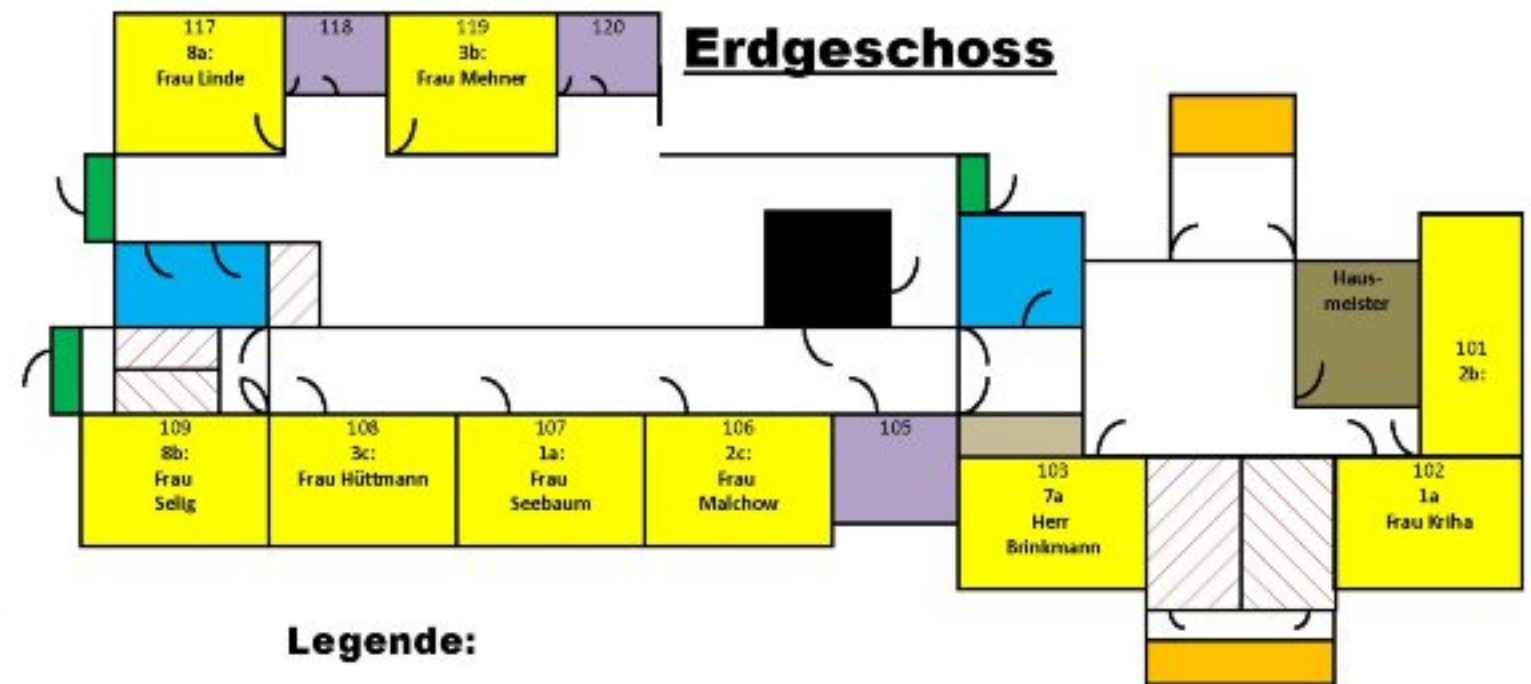 117
8a:
Frau Linde
118
119
3b:
Frau Mehner
120
Erdgeschoss
Haus-
meister
101
2b:
109
8b:
Frau
Selig
108
3c:
Frau Hüttmann
107
1a:
Frau
Seebaum
106
2c:
Frau
Malchow
105
103
7a
Herr
Brinkmann
102
1a
Frau Kriha
Legende: